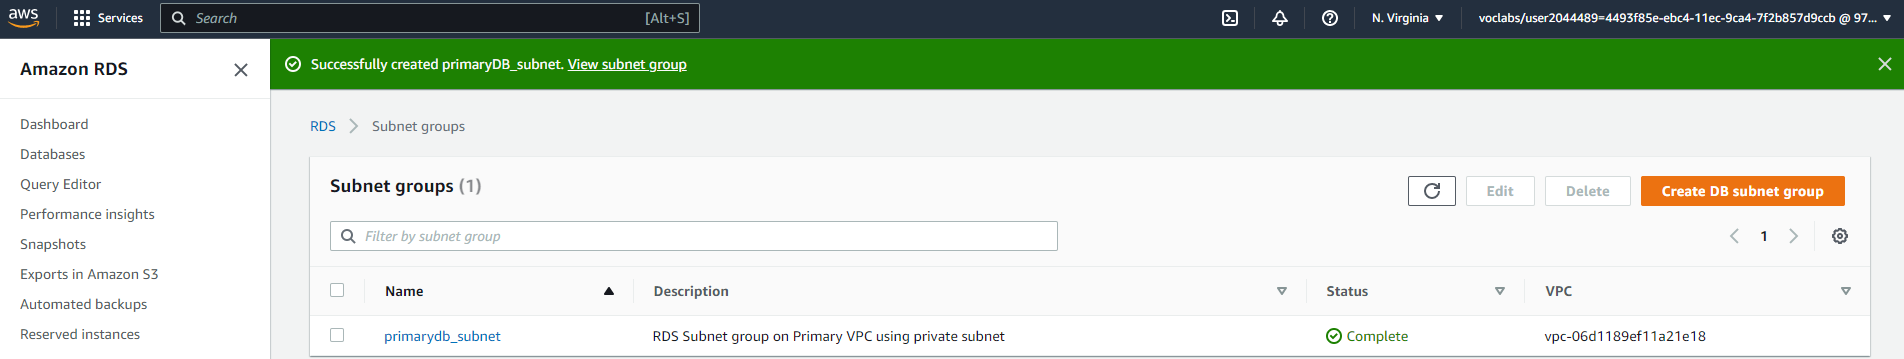 aws Services Search [Alt+S] N. Virginia voclabs/user2044489=4493f85e-ebc4-11ec-9ca4-7f2b857d9ccb @ 97...
Amazon RDS
Successfully created primaryDB_subnet. View subnet group
Dashboard
Databases
Query Editor
Performance insights
Snapshots
Exports in Amazon S3
Automated backups
Reserved instances
RDS Subnet groups
Subnet groups (1)
Edit Delete Create DB subnet group
Filter by subnet group
1
Name Description Status VPC
primarydb_subnet RDS Subnet group on Primary VPC using private subnet Complete vpc-06d1189ef11a21e18